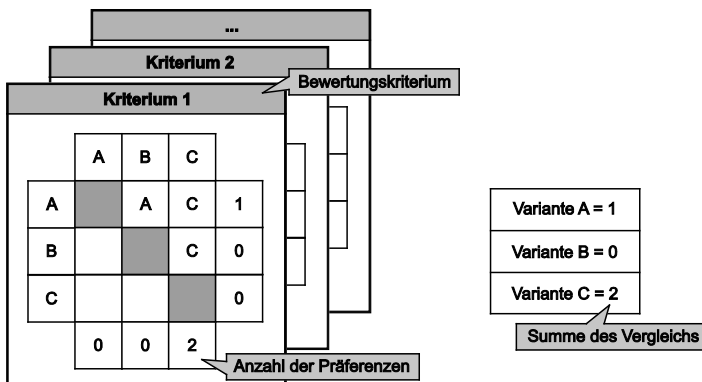 ...
Kriterium 2
Bewertungskriterium
Kriterium 1
A B C
A A C 1
B C 0
C 0
0 0 2
Anzahl der Präferenzen
Variante A = 1
Variante B = 0
Variante C = 2
Summe des Vergleichs